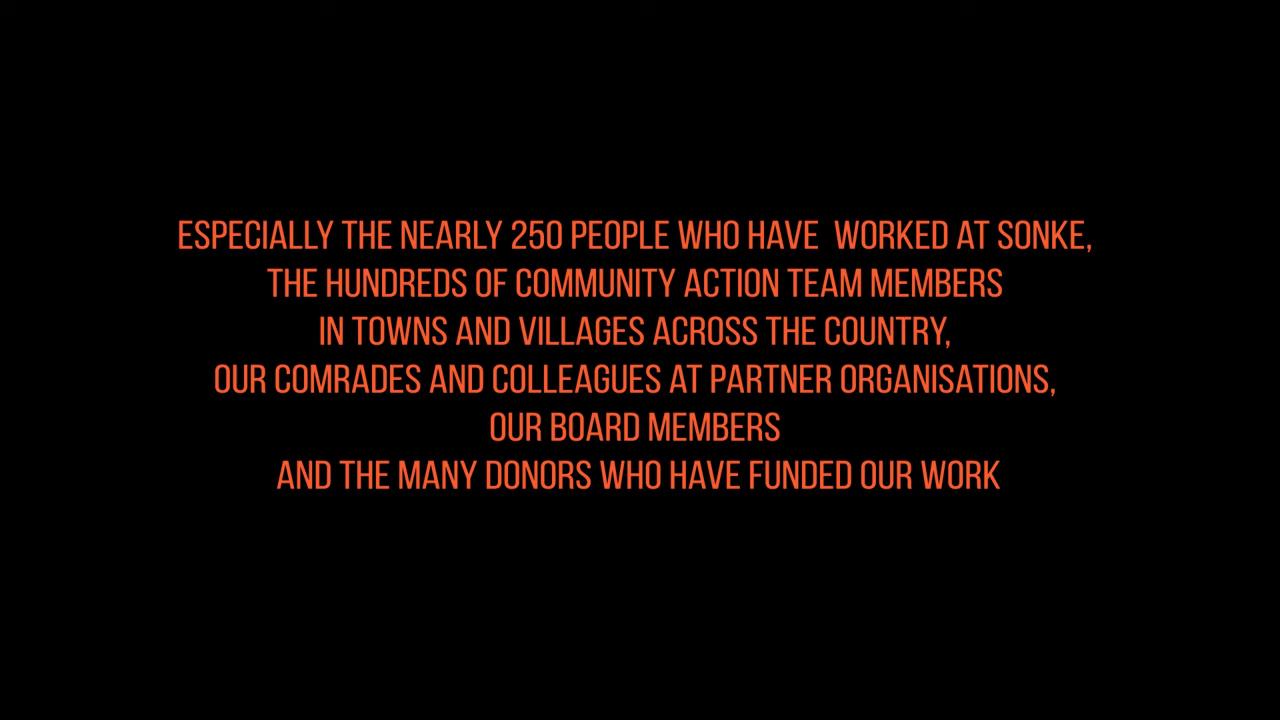 ESPECIALLY THE NEARLY 250 PEOPLE WHO HAVE  WORKED AT SONKE,
THE HUNDREDS OF COMMUNITY ACTION TEAM MEMBERS
IN TOWNS AND VILLAGES ACROSS THE COUNTRY,
OUR COMRADES AND COLLEAGUES AT PARTNER ORGANISATIONS,
OUR BOARD MEMBERS
AND THE MANY DONORS WHO HAVE FUNDED OUR WORK